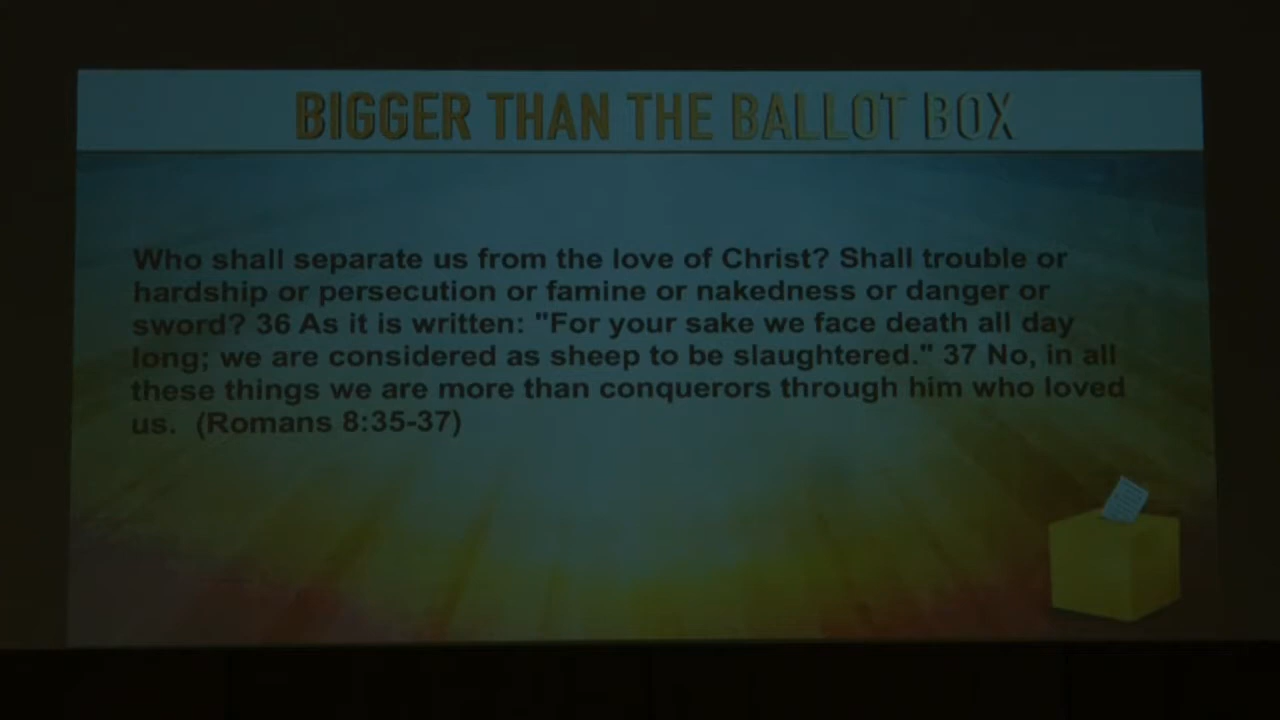 BIGGER THAN THE BALLOT BOX
Who shall separate us from the love of Christ? Shall trouble or
hardship or persecution or famine or nakedness or danger or
sword? 36 As it is written: "For your sake we face death all day
long; we are considered as sheep to be slaughtered." 37 No, in all
these things we are more than conquerors through him who loved
us.  (Romans 8:35-37)